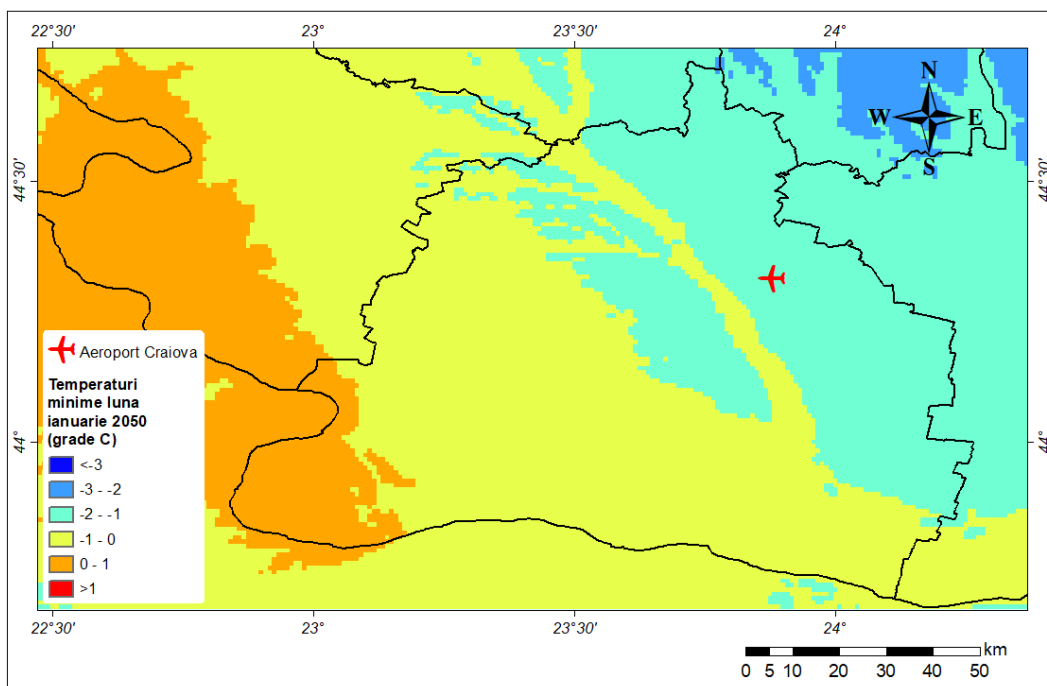 22°30' 23° 23°30' 24°
N
W E
S
44°30' 44°30'
Aeroport Craiova
Temperaturi
minime luna
ianuarie 2050
(grade C)
<-3
-3 - -2
-2 - -1
-1 - 0
0 - 1
>1
44° 44°
22°30' 23° 23°30' 24°
km
0 5 10 20 30 40 50